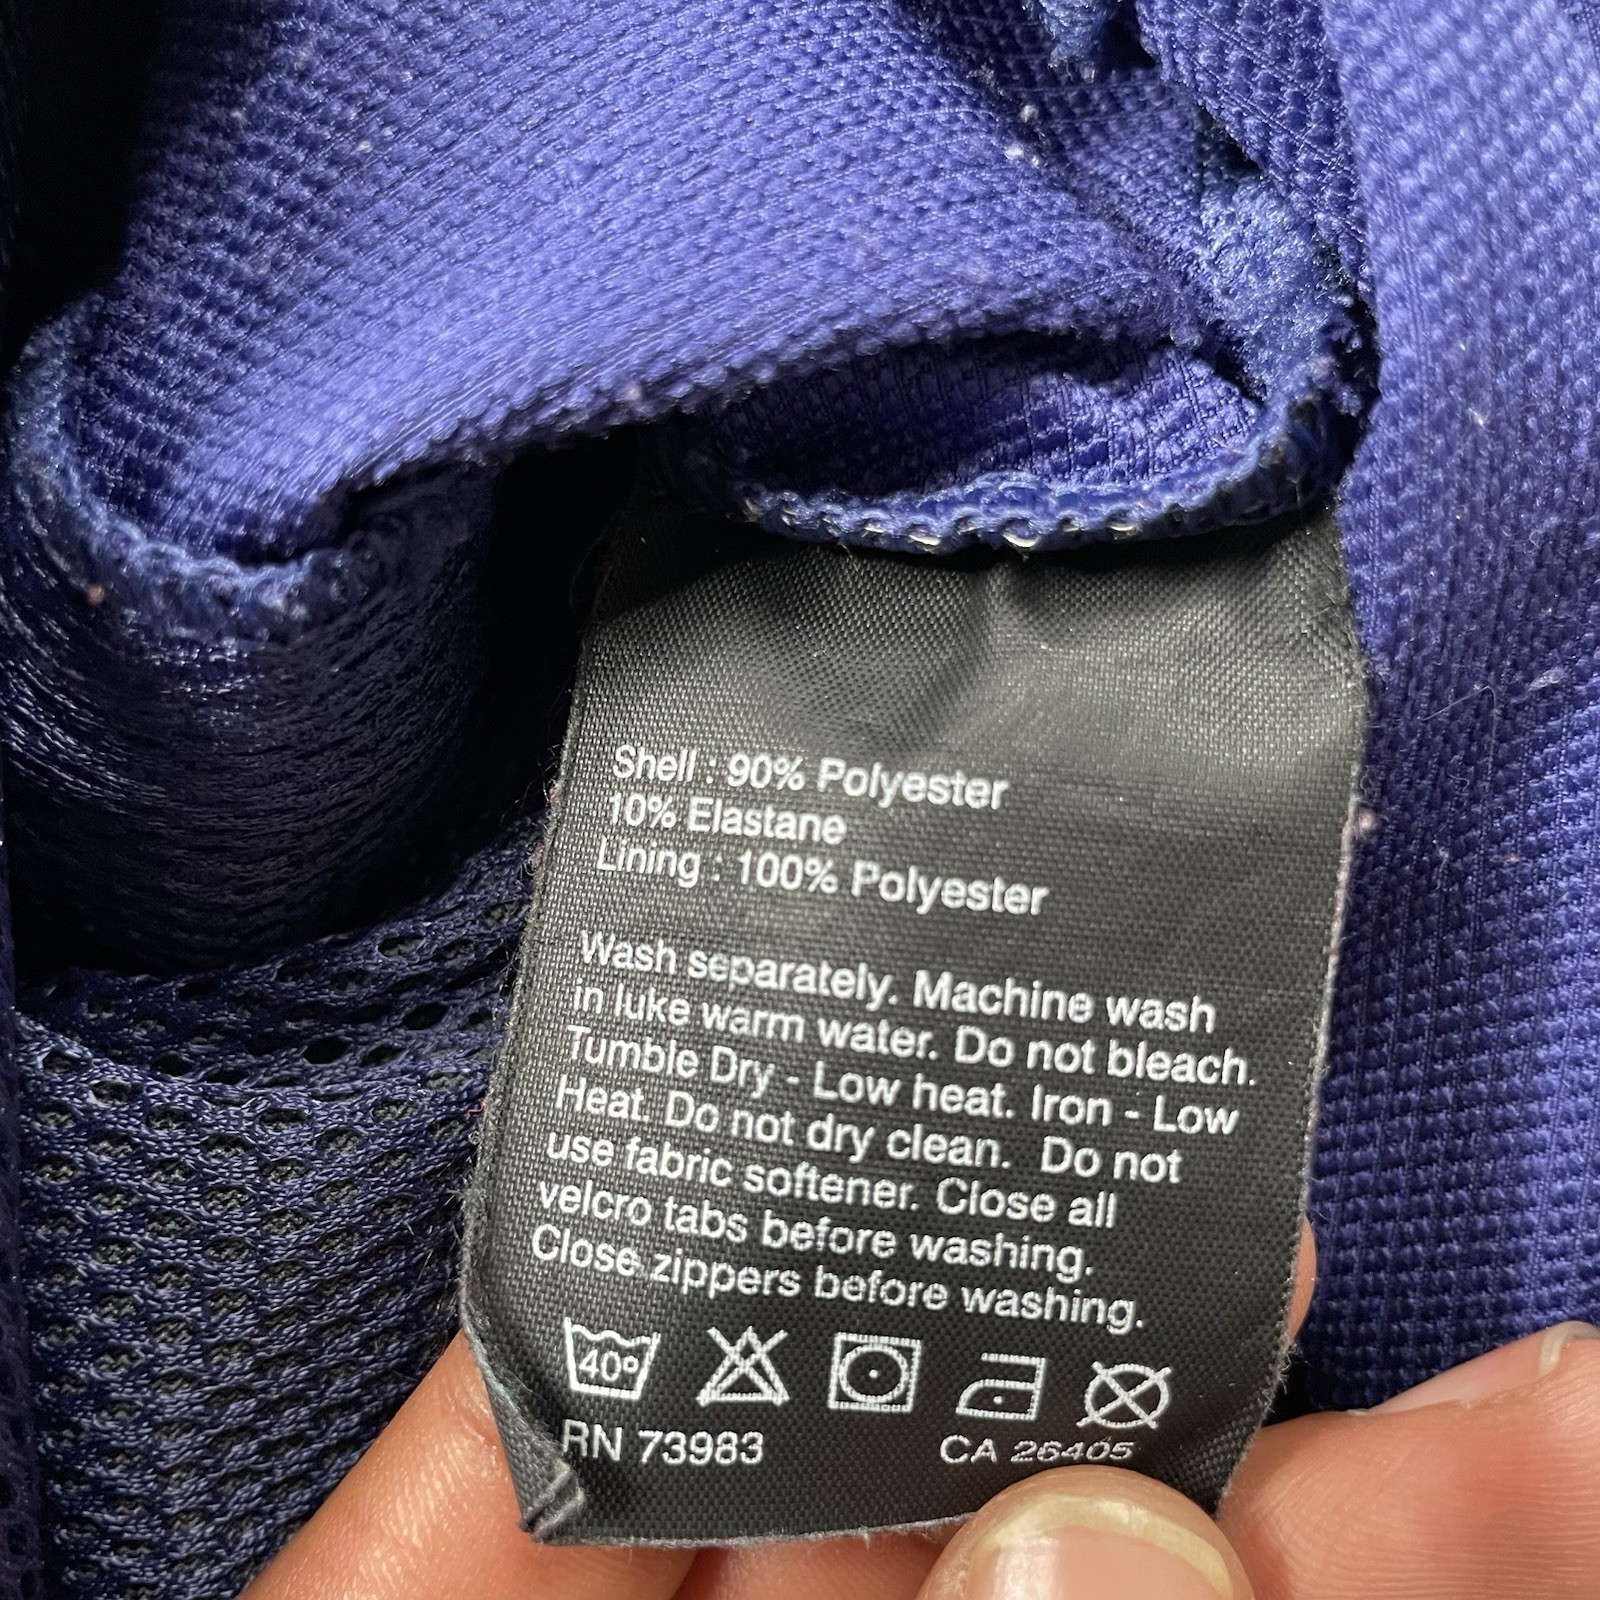 Shell : 90% Polyester
10% Elastane
Lining : 100% Polyester
Wash separately. Machine wash
in luke warm water. Do not bleach.
Tumble Dry - Low heat. Iron - Low
Heat. Do not dry clean. Do not
use fabric softener. Close all
velcro tabs before washing.
Close zippers before washing.
40º
RN 73983 CA 26405